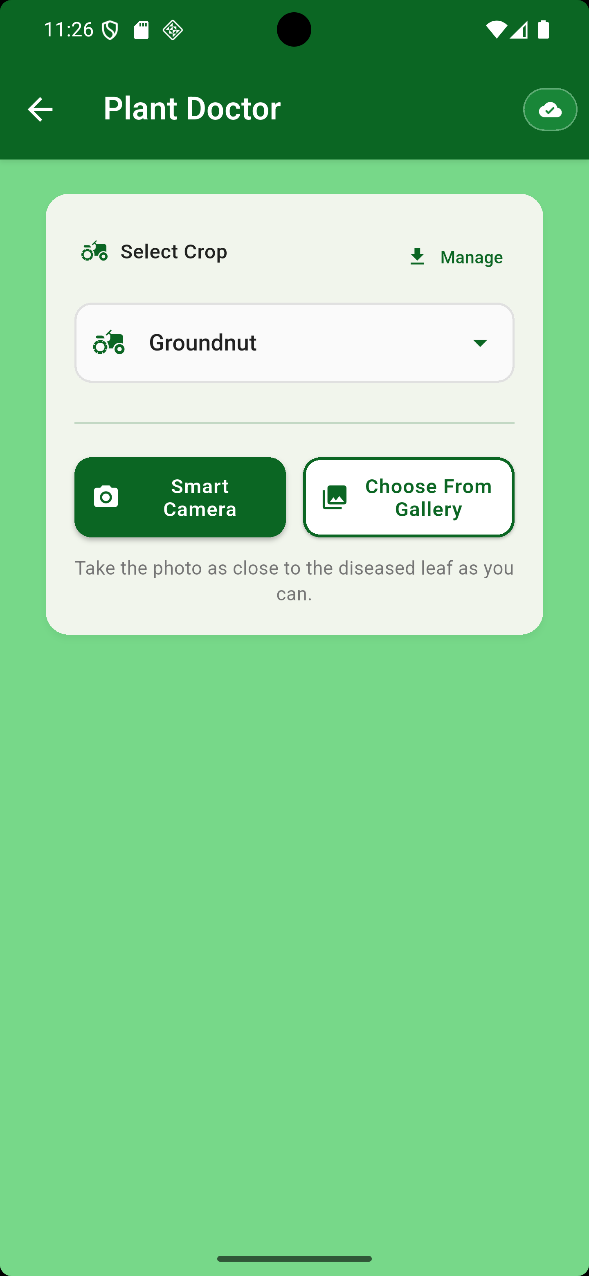 11:26
Plant Doctor
Select Crop
Manage
Groundnut
Smart
Camera
Choose From
Gallery
Take the photo as close to the diseased leaf as you
can.